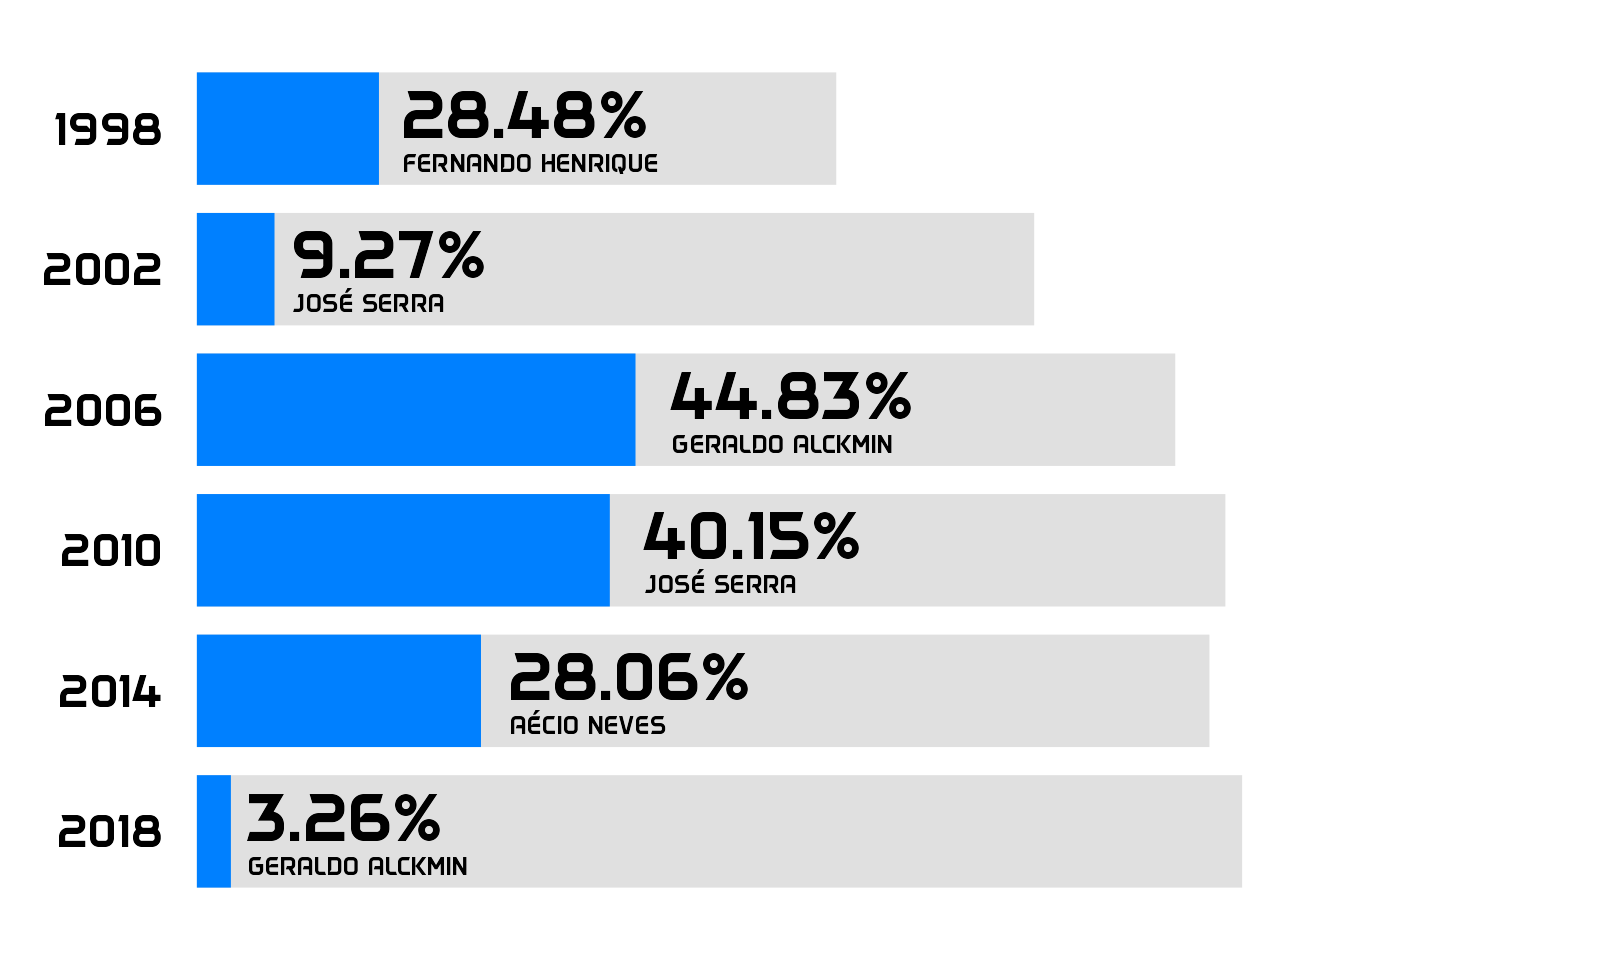 1998
28.48%
FERNANDO HENRIQUE
2002
9.27%
JOSÉ SERRA
2006
44.83%
GERALDO ALCKMIN
2010
40.15%
JOSÉ SERRA
2014
28.06%
AÉCIO NEVES
2018
3.26%
GERALDO ALCKMIN